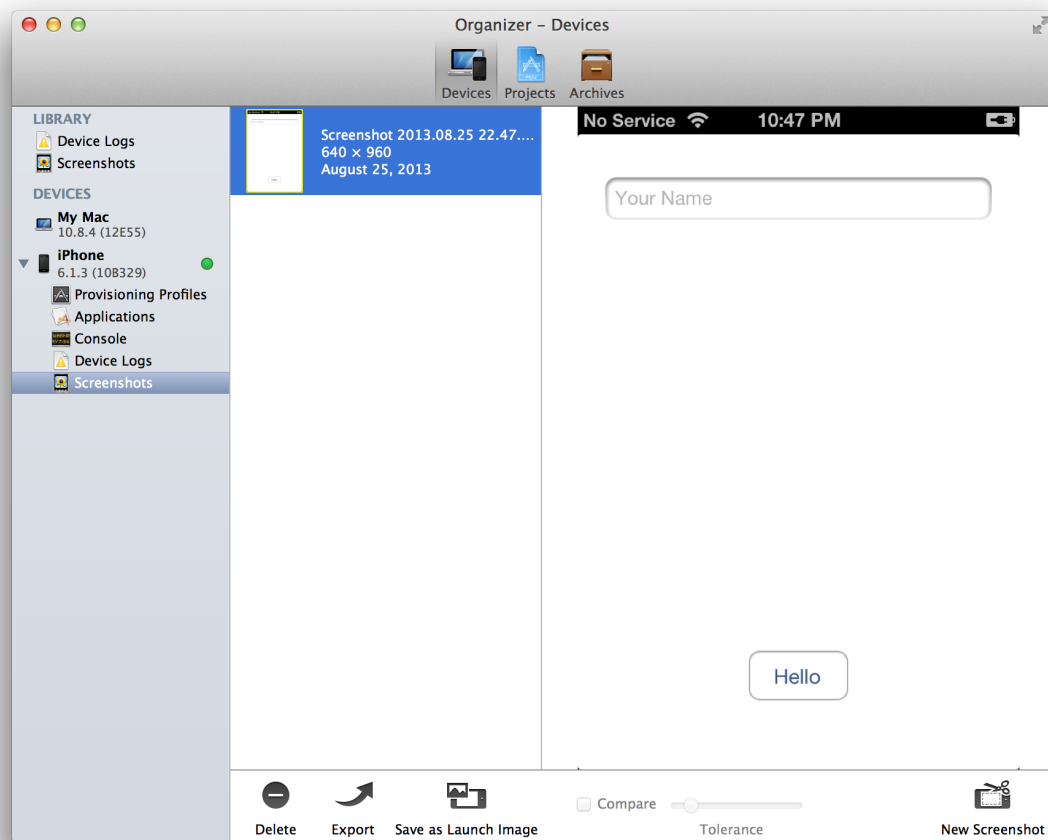 Organizer – Devices
Devices
Projects
Archives
LIBRARY
Device Logs
Screenshots
DEVICES
My Mac
10.8.4 (12E55)
iPhone
6.1.3 (10B329)
Provisioning Profiles
Applications
Console
Device Logs
Screenshots
Screenshot 2013.08.25 22.47....
640 × 960
August 25, 2013
No Service 10:47 PM
Your Name
Hello
Delete
Export
Save as Launch Image
Compare
Tolerance
New Screenshot